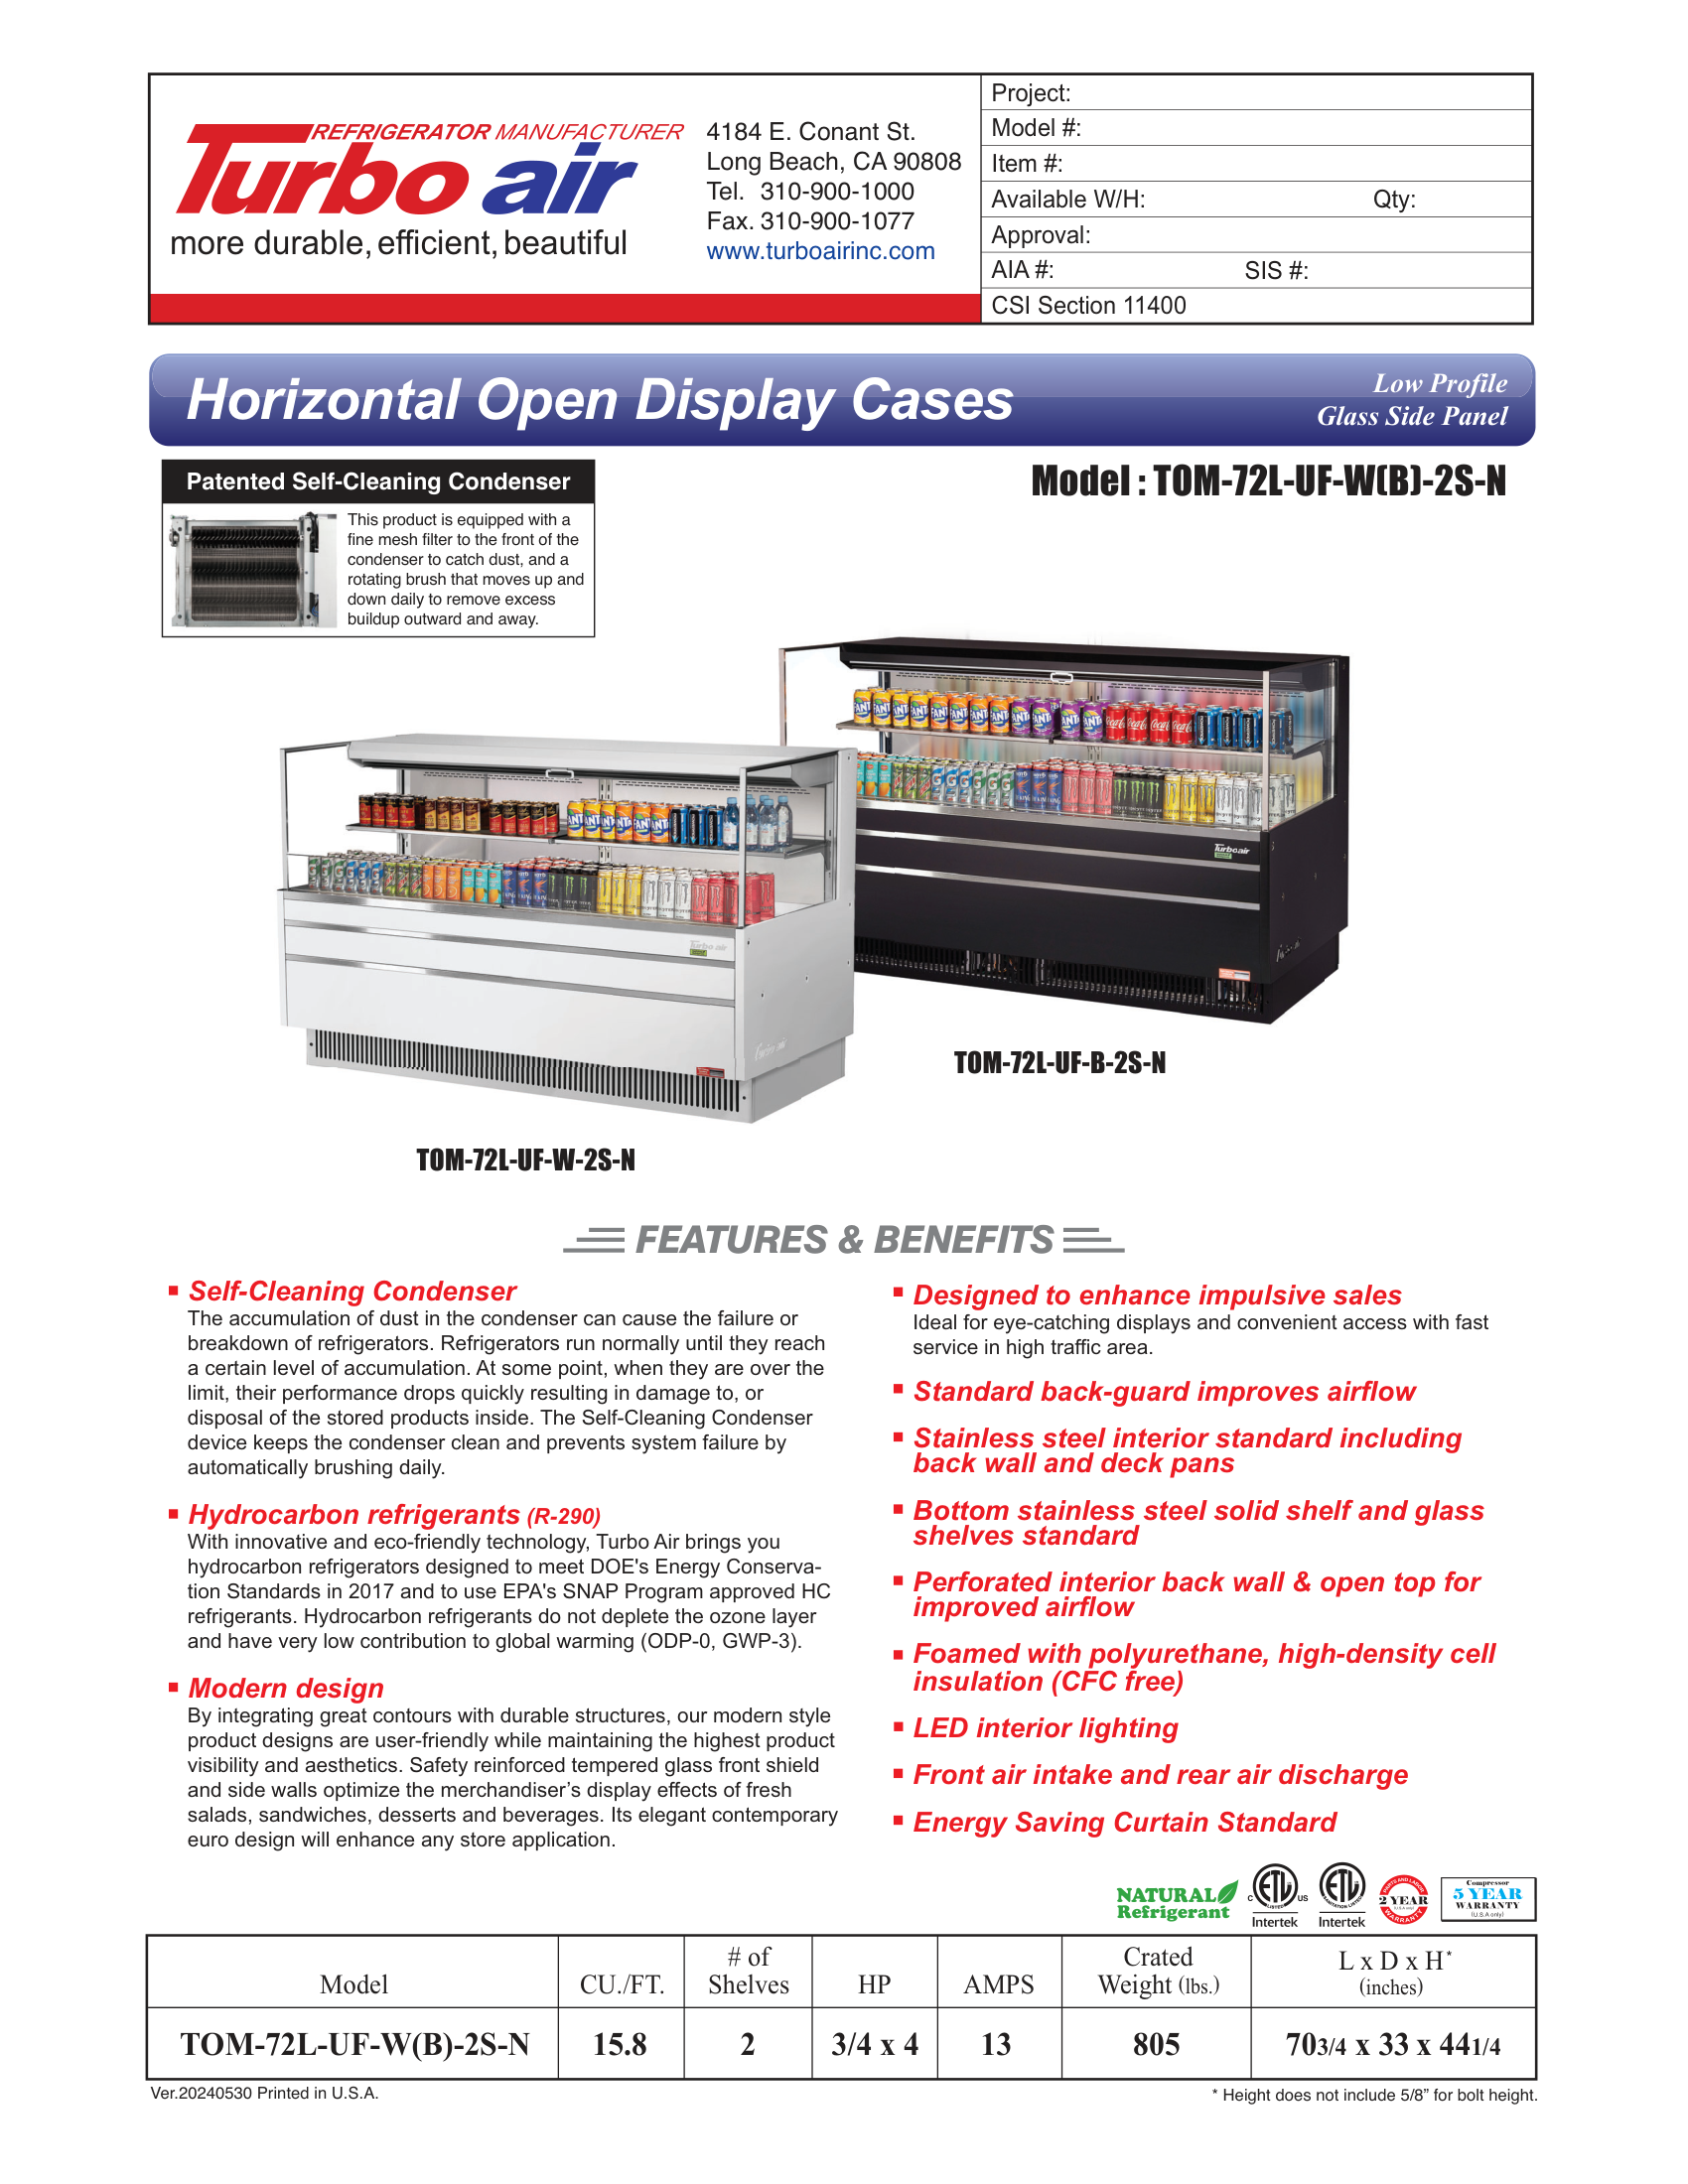 REFRIGERATOR MANUFACTURER
Turbo air
more durable, efficient, beautiful
4184 E. Conant St.
Long Beach, CA 90808
Tel. 310-900-1000
Fax. 310-900-1077
www.turboairinc.com
Project:
Model #:
Item #:
Available W/H: Qty:
Approval:
AIA #: SIS #:
CSI Section 11400
Horizontal Open Display Cases
Low Profile
Glass Side Panel
Patented Self-Cleaning Condenser
This product is equipped with a
fine mesh filter to the front of the
condenser to catch dust, and a
rotating brush that moves up and
down daily to remove excess
buildup outward and away.
Model : TOM-72L-UF-W(B)-2S-N
TOM-72L-UF-B-2S-N
TOM-72L-UF-W-2S-N
FEATURES & BENEFITS
Self-Cleaning Condenser
The accumulation of dust in the condenser can cause the failure or
breakdown of refrigerators. Refrigerators run normally until they reach
a certain level of accumulation. At some point, when they are over the
limit, their performance drops quickly resulting in damage to, or
disposal of the stored products inside. The Self-Cleaning Condenser
device keeps the condenser clean and prevents system failure by
automatically brushing daily.
Hydrocarbon refrigerants (R-290)
With innovative and eco-friendly technology, Turbo Air brings you
hydrocarbon refrigerators designed to meet DOE's Energy Conserva-
tion Standards in 2017 and to use EPA's SNAP Program approved HC
refrigerants. Hydrocarbon refrigerants do not deplete the ozone layer
and have very low contribution to global warming (ODP-0, GWP-3).
Modern design
By integrating great contours with durable structures, our modern style
product designs are user-friendly while maintaining the highest product
visibility and aesthetics. Safety reinforced tempered glass front shield
and side walls optimize the merchandiser’s display effects of fresh
salads, sandwiches, desserts and beverages. Its elegant contemporary
euro design will enhance any store application.
Designed to enhance impulsive sales
Ideal for eye-catching displays and convenient access with fast
service in high traffic area.
Standard back-guard improves airflow
Stainless steel interior standard including
back wall and deck pans
Bottom stainless steel solid shelf and glass
shelves standard
Perforated interior back wall & open top for
improved airflow
Foamed with polyurethane, high-density cell
insulation (CFC free)
LED interior lighting
Front air intake and rear air discharge
Energy Saving Curtain Standard
NATURAL
Refrigerant
C ETL US
LISTED
Intertek
ETL
SANITATION LISTED
Intertek
PARTS AND LABOR
2 YEAR
(U.S.A only)
WARRANTY
Compressor
5 YEAR
WARRANTY
(U.S.A only)
Model CU./FT. # of Shelves HP AMPS Crated Weight (lbs.) L x D x H* (inches)
TOM-72L-UF-W(B)-2S-N 15.8 2 3/4 x 4 13 805 703/4 x 33 x 441/4
Ver.20240530 Printed in U.S.A.
* Height does not include 5/8” for bolt height.